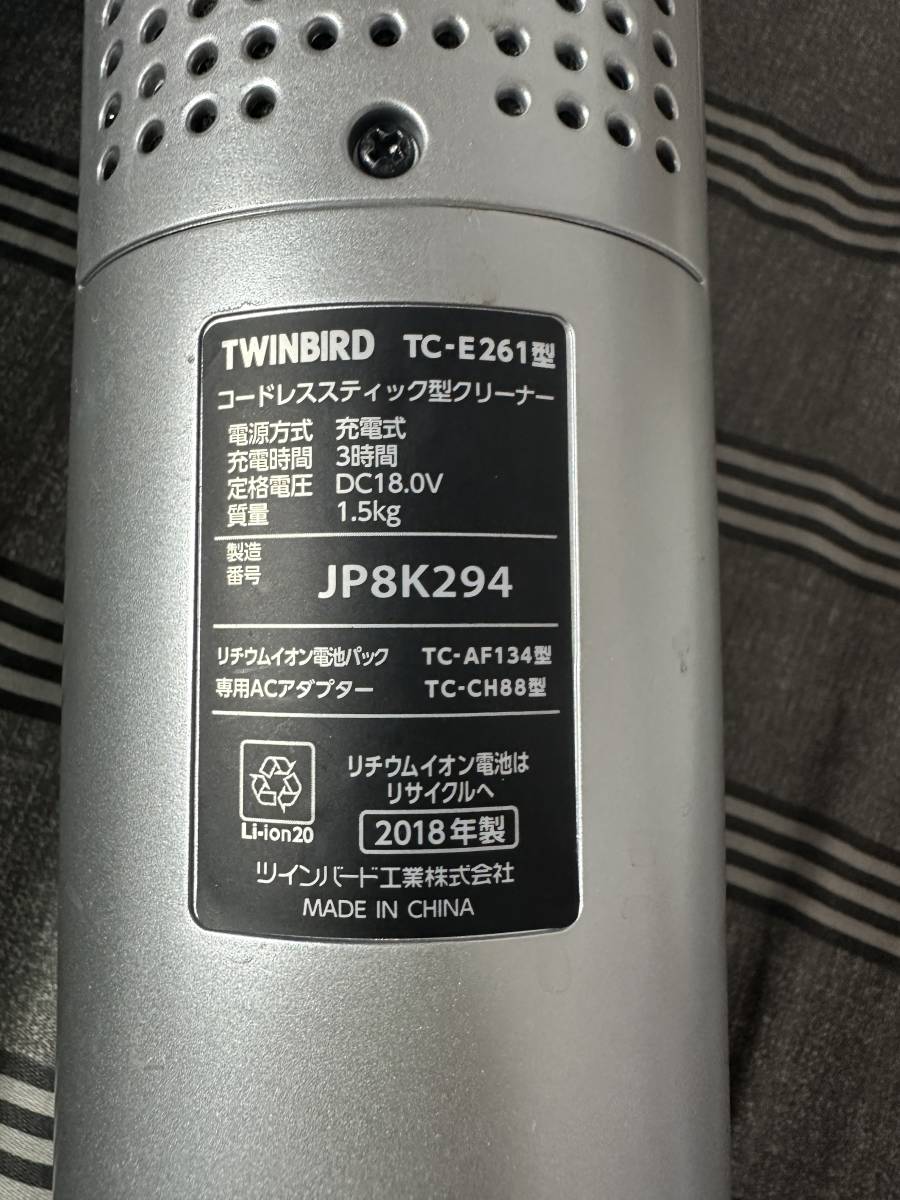 TWINBIRD TC-E261型
コードレススティック型クリーナー
電源方式 充電式
充電時間 3時間
定格電圧 DC18.0V
質量 1.5kg
製造
番号 JP8K294
リチウムイオン電池パック TC-AF134型
専用ACアダプター TC-CH88型
リチウムイオン電池は
リサイクルへ
Li-ion20
2018年製
ツインバード工業株式会社
MADE IN CHINA